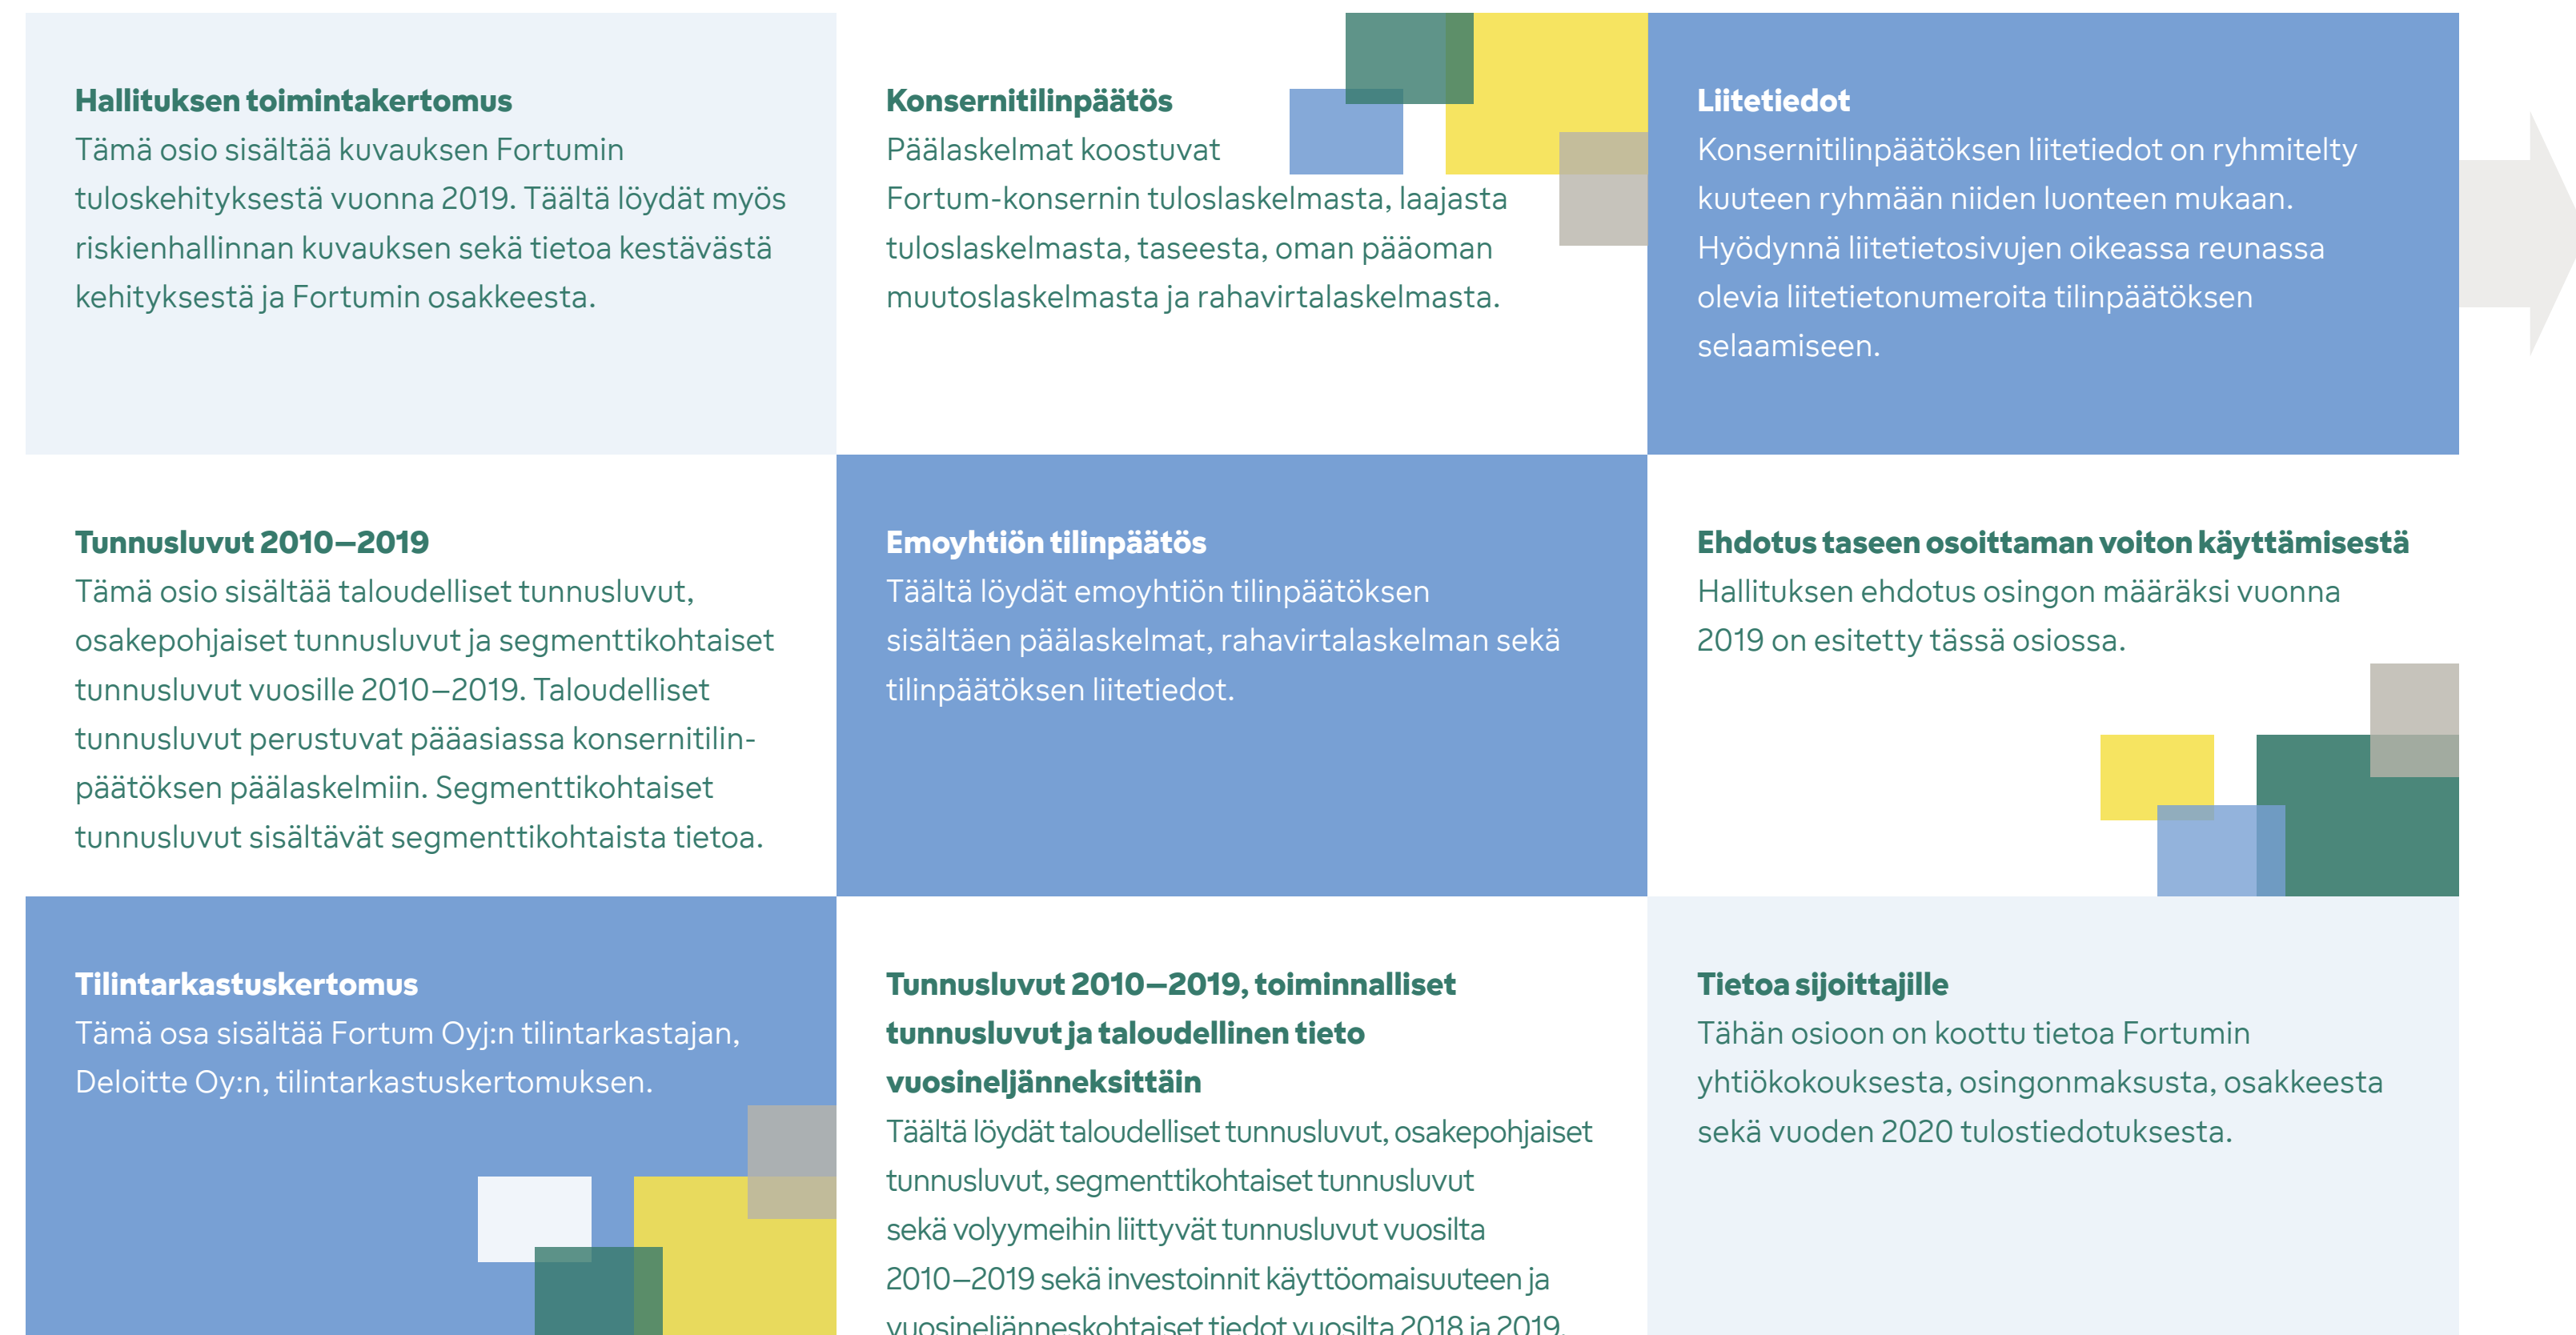 Hallituksen toimintakertomus
Tämä osio sisältää kuvauksen Fortumin
tuloskehityksestä vuonna 2019. Täältä löydät myös
riskienhallinnan kuvauksen sekä tietoa kestävästä
kehityksestä ja Fortumin osakkeesta.
Konsernitilinpäätös
Päälaskelmat koostuvat
Fortum-konsernin tuloslaskelmasta, laajasta
tuloslaskelmasta, taseesta, oman pääoman
muutoslaskelmasta ja rahavirtalaskelmasta.
Liitetiedot
Konsernitilinpäätöksen liitetiedot on ryhmitelty
kuuteen ryhmään niiden luonteen mukaan.
Hyödynnä liitetietosivujen oikeassa reunassa
olevia liitetietonumeroita tilinpäätöksen
selaamiseen.
Tunnusluvut 2010–2019
Tämä osio sisältää taloudelliset tunnusluvut,
osakepohjaiset tunnusluvut ja segmenttikohtaiset
tunnusluvut vuosille 2010–2019. Taloudelliset
tunnusluvut perustuvat pääasiassa konsernitilin-
päätöksen päälaskelmiin. Segmenttikohtaiset
tunnusluvut sisältävät segmenttikohtaista tietoa.
Emoyhtiön tilinpäätös
Täältä löydät emoyhtiön tilinpäätöksen
sisältäen päälaskelmat, rahavirtalaskelman sekä
tilinpäätöksen liitetiedot.
Ehdotus taseen osoittaman voiton käyttämisestä
Hallituksen ehdotus osingon määräksi vuonna
2019 on esitetty tässä osiossa.
Tilintarkastuskertomus
Tämä osa sisältää Fortum Oyj:n tilintarkastajan,
Deloitte Oy:n, tilintarkastuskertomuksen.
Tunnusluvut 2010–2019, toiminnalliset
tunnusluvut ja taloudellinen tieto
vuosineljänneksittäin
Täältä löydät taloudelliset tunnusluvut, osakepohjaiset
tunnusluvut, segmenttikohtaiset tunnusluvut
sekä volyymeihin liittyvät tunnusluvut vuosilta
2010–2019 sekä investoinnit käyttöomaisuuteen ja
vuosineljänneskohtaiset tiedot vuosilta 2018 ja 2019.
Tietoa sijoittajille
Tähän osioon on koottu tietoa Fortumin
yhtiökokouksesta, osingonmaksusta, osakkeesta
sekä vuoden 2020 tulostiedotuksesta.